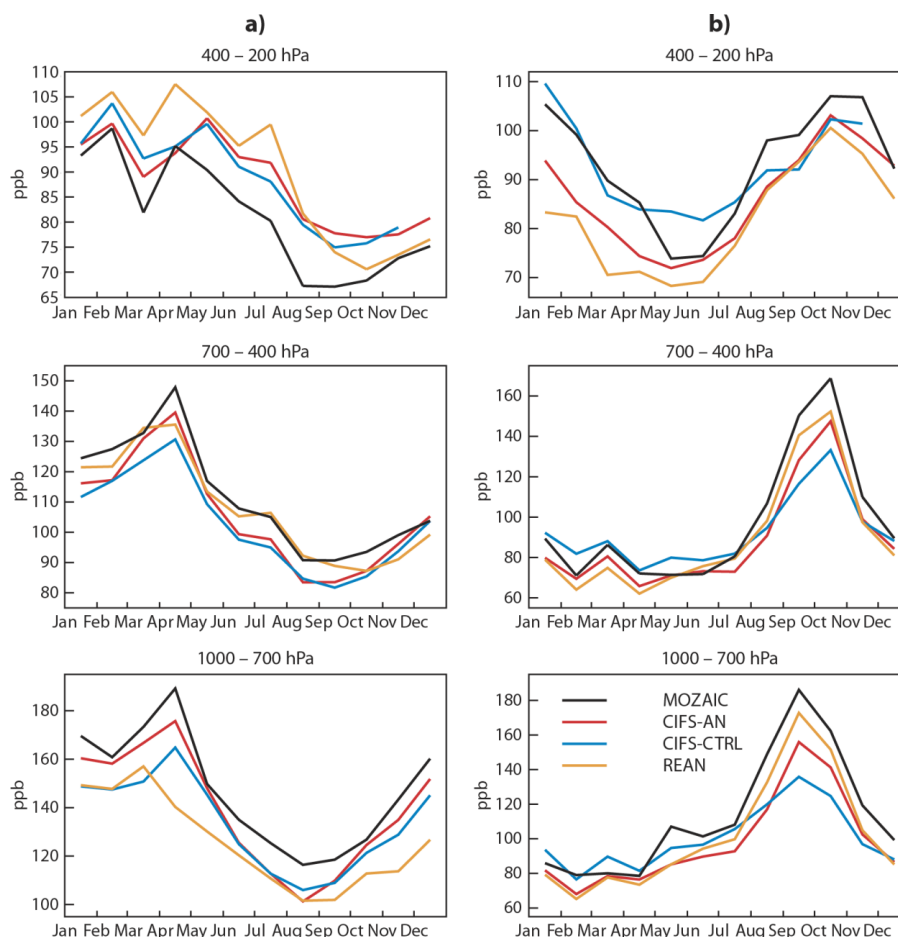 a)
400 – 200 hPa
110
105
100
95
90
85
80
75
70
65
ppb
Jan Feb Mar Apr May Jun Jul Aug Sep Oct Nov Dec
700 – 400 hPa
150
140
130
120
110
100
90
80
ppb
Jan Feb Mar Apr May Jun Jul Aug Sep Oct Nov Dec
1000 – 700 hPa
180
160
140
120
100
ppb
Jan Feb Mar Apr May Jun Jul Aug Sep Oct Nov Dec
b)
400 – 200 hPa
110
100
90
80
70
ppb
Jan Feb Mar Apr May Jun Jul Aug Sep Oct Nov Dec
700 – 400 hPa
160
140
120
100
80
60
ppb
Jan Feb Mar Apr May Jun Jul Aug Sep Oct Nov Dec
1000 – 700 hPa
180
160
140
120
100
80
60
ppb
MOZAIC
CIFS-AN
CIFS-CTRL
REAN
Jan Feb Mar Apr May Jun Jul Aug Sep Oct Nov Dec